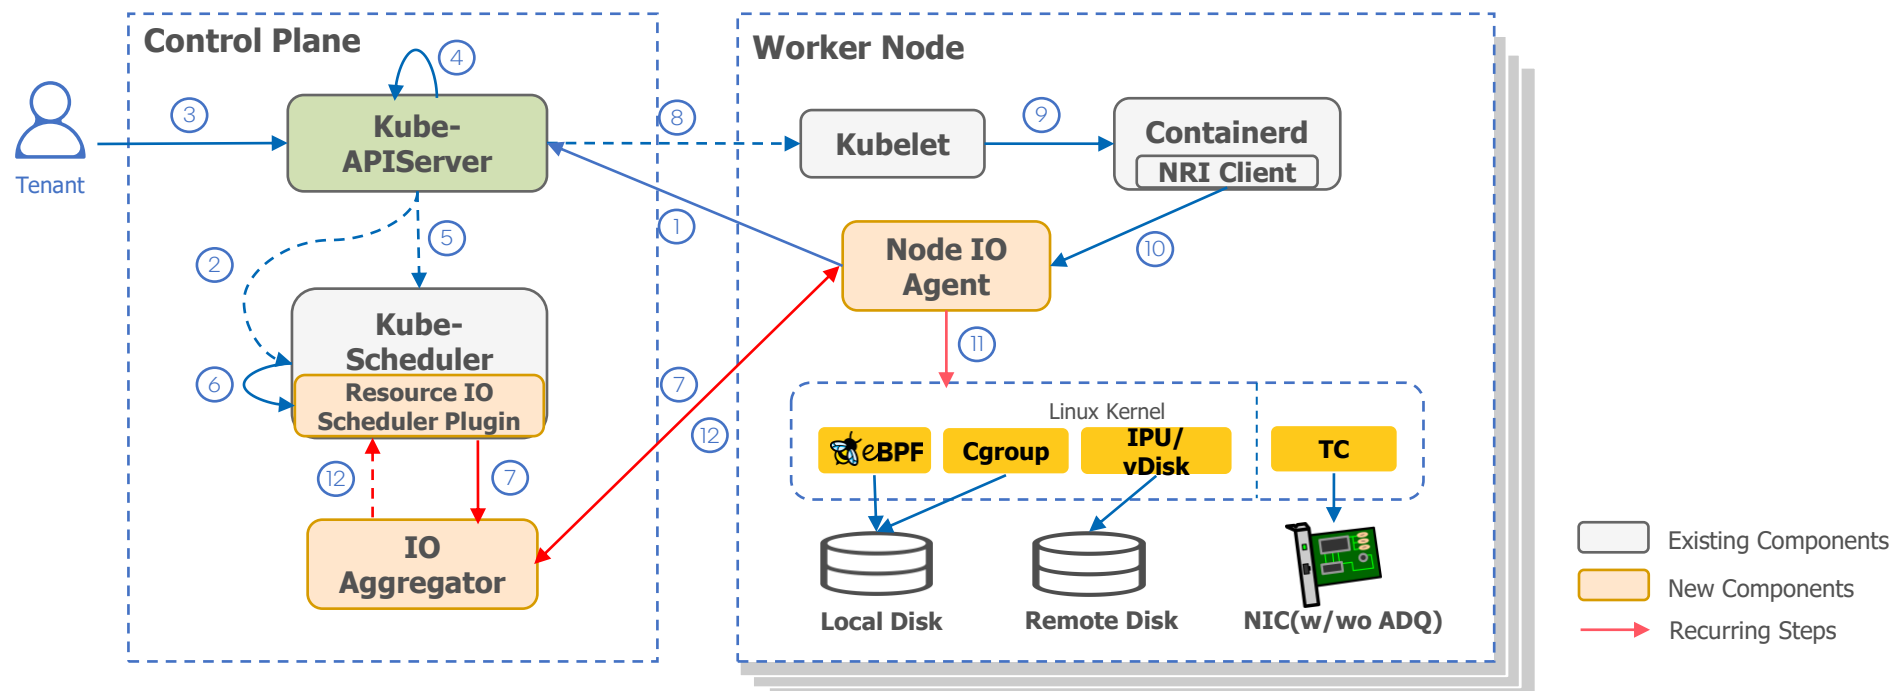 Control Plane
Worker Node
4
3
8
9
Kube-
APIServer
Kubelet
Containerd
NRI Client
Tenant
1
5
2
10
Node IO
Agent
Kube-
Scheduler
11
6
7
Resource IO
Scheduler Plugin
Linux Kernel
12
eBPF
Cgroup
IPU/
vDisk
TC
12
7
IO
Aggregator
Local Disk
Remote Disk
NIC(w/wo ADQ)
Existing Components
New Components
Recurring Steps